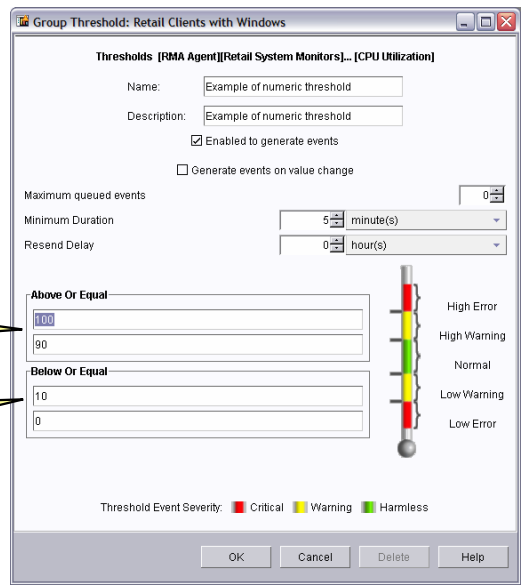 Group Threshold: Retail Clients with Windows
Thresholds [RMA Agent][Retail System Monitors]... [CPU Utilization]
Name: Example of numeric threshold
Description: Example of numeric threshold
Enabled to generate events
Generate events on value change
Maximum queued events 0
Minimum Duration 5 minute(s)
Resend Delay 0 hour(s)
Above Or Equal
100
90
Below Or Equal
10
0
High Error
High Warning
Normal
Low Warning
Low Error
Threshold Event Severity: Critical Warning Harmless
OK Cancel Delete Help